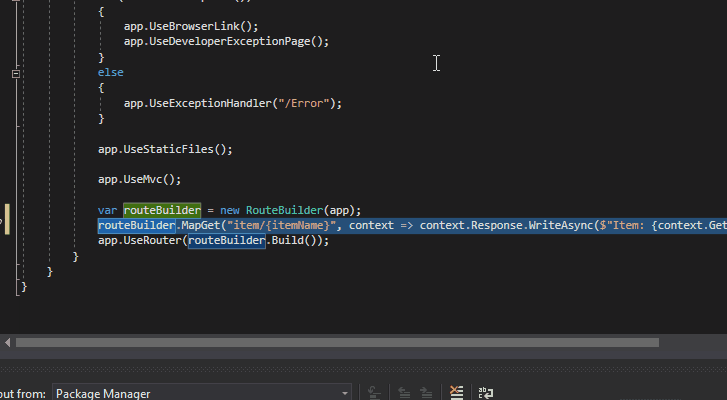 {
app.UseBrowserLink();
app.UseDeveloperExceptionPage();
}
else
{
app.UseExceptionHandler("/Error");
}
app.UseStaticFiles();
app.UseMvc();
var routeBuilder = new RouteBuilder(app);
routeBuilder.MapGet("item/{itemName}", context => context.Response.WriteAsync($"Item: {context.Get
app.UseRouter(routeBuilder.Build());
}
}
}
out from: Package Manager